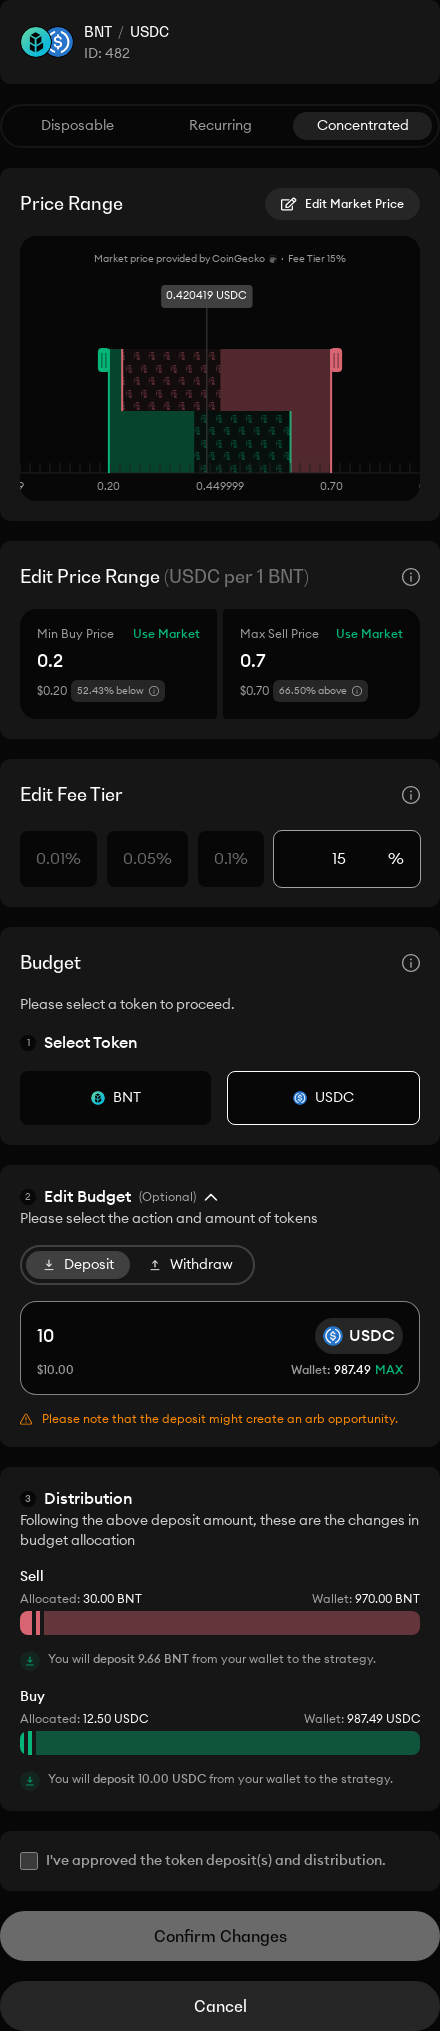 BNT / USDC
ID: 482
Disposable Recurring Concentrated
Price Range
Edit Market Price
Market price provided by CoinGecko · Fee Tier 15%
0.420419 USDC
9 0.20 0.449999 0.70
Edit Price Range (USDC per 1 BNT)
Min Buy Price Use Market
0.2
$0.20 52.43% below
Max Sell Price Use Market
0.7
$0.70 66.50% above
Edit Fee Tier
0.01% 0.05% 0.1% 15 %
Budget
Please select a token to proceed.
1 Select Token
BNT USDC
2 Edit Budget (Optional)
Please select the action and amount of tokens
Deposit Withdraw
10 USDC
$10.00 Wallet: 987.49 MAX
Please note that the deposit might create an arb opportunity.
3 Distribution
Following the above deposit amount, these are the changes in
budget allocation
Sell
Allocated: 30.00 BNT Wallet: 970.00 BNT
You will deposit 9.66 BNT from your wallet to the strategy.
Buy
Allocated: 12.50 USDC Wallet: 987.49 USDC
You will deposit 10.00 USDC from your wallet to the strategy.
I've approved the token deposit(s) and distribution.
Confirm Changes
Cancel